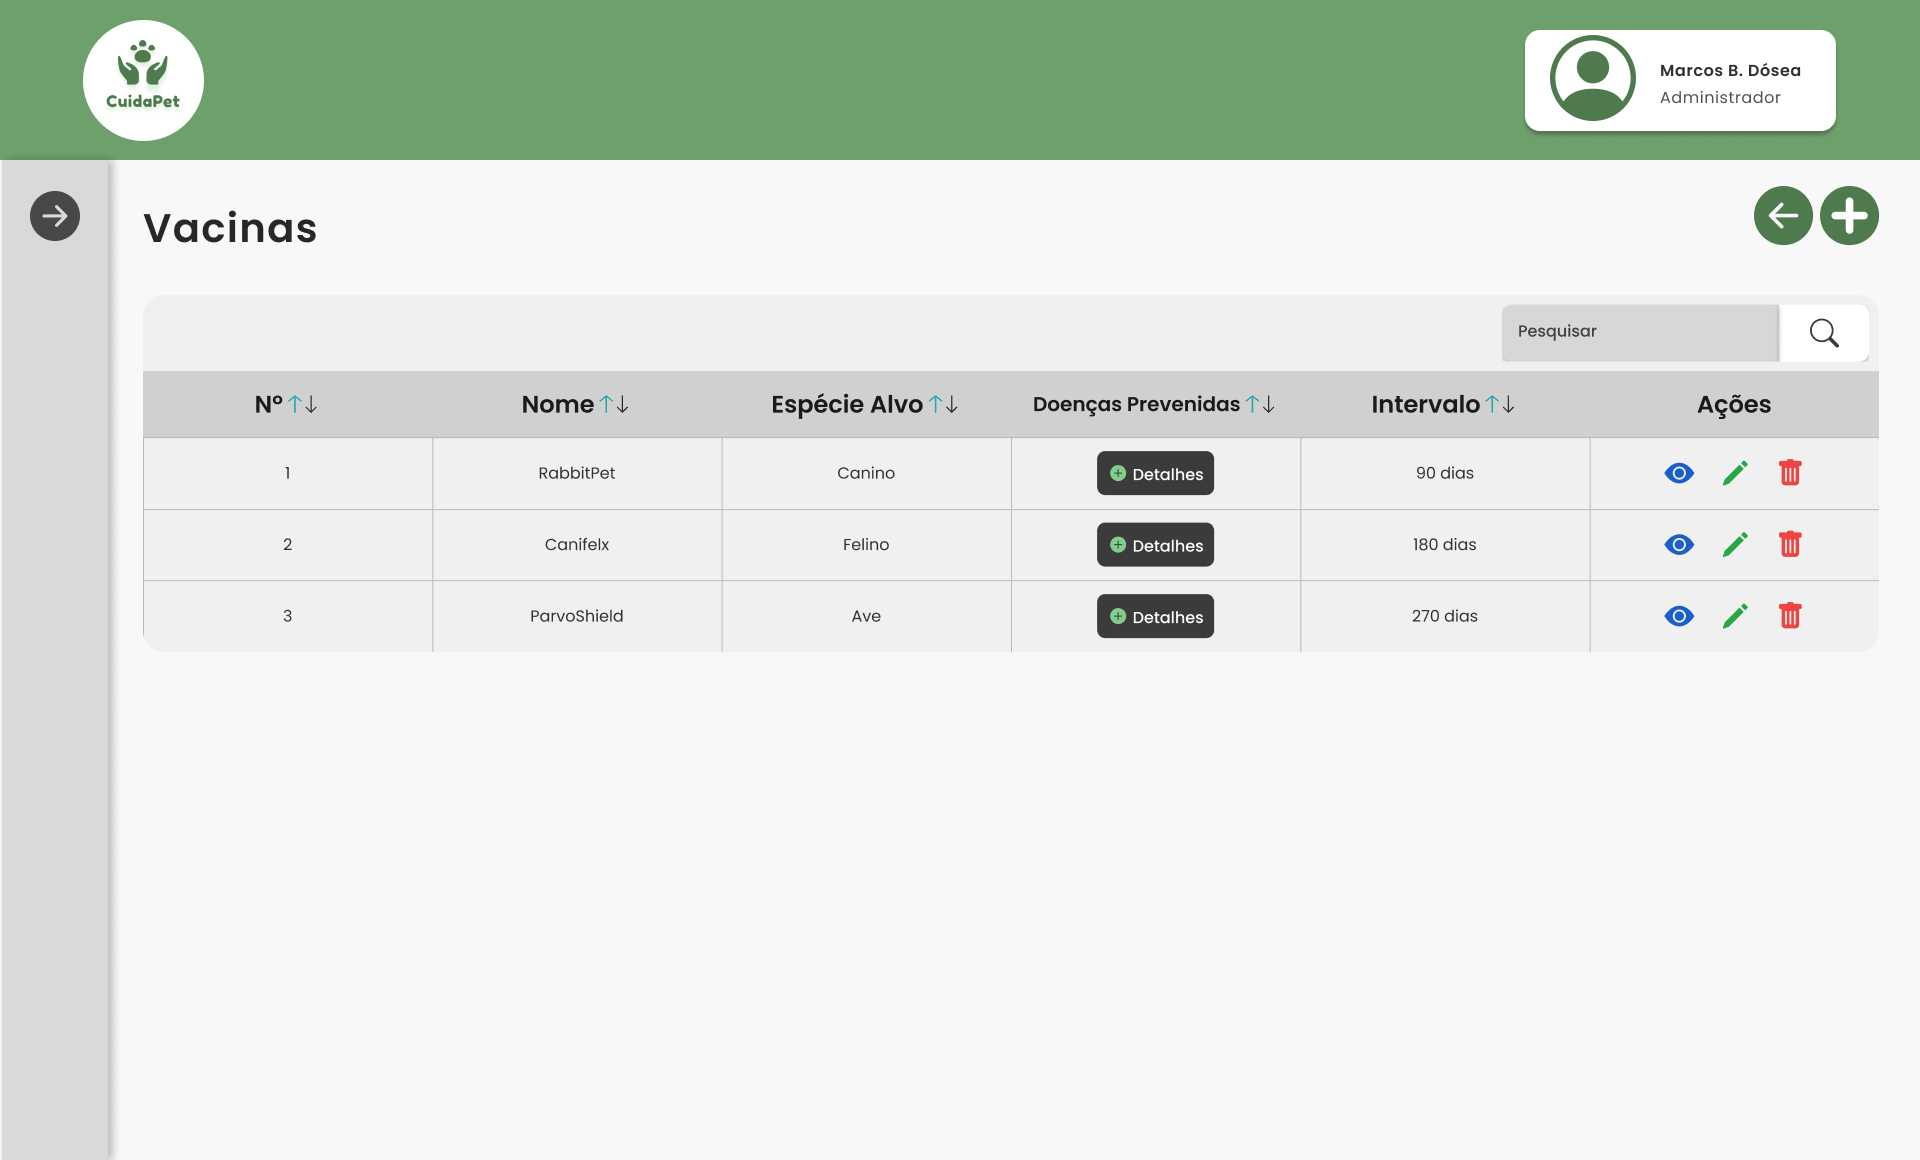 CuidaPet
Marcos B. Dósea
Administrador
Vacinas
Pesquisar
Nº Nome Espécie Alvo Doenças Prevenidas Intervalo Ações
1 RabbitPet Canino Detalhes 90 dias
2 Canifelx Felino Detalhes 180 dias
3 ParvoShield Ave Detalhes 270 dias